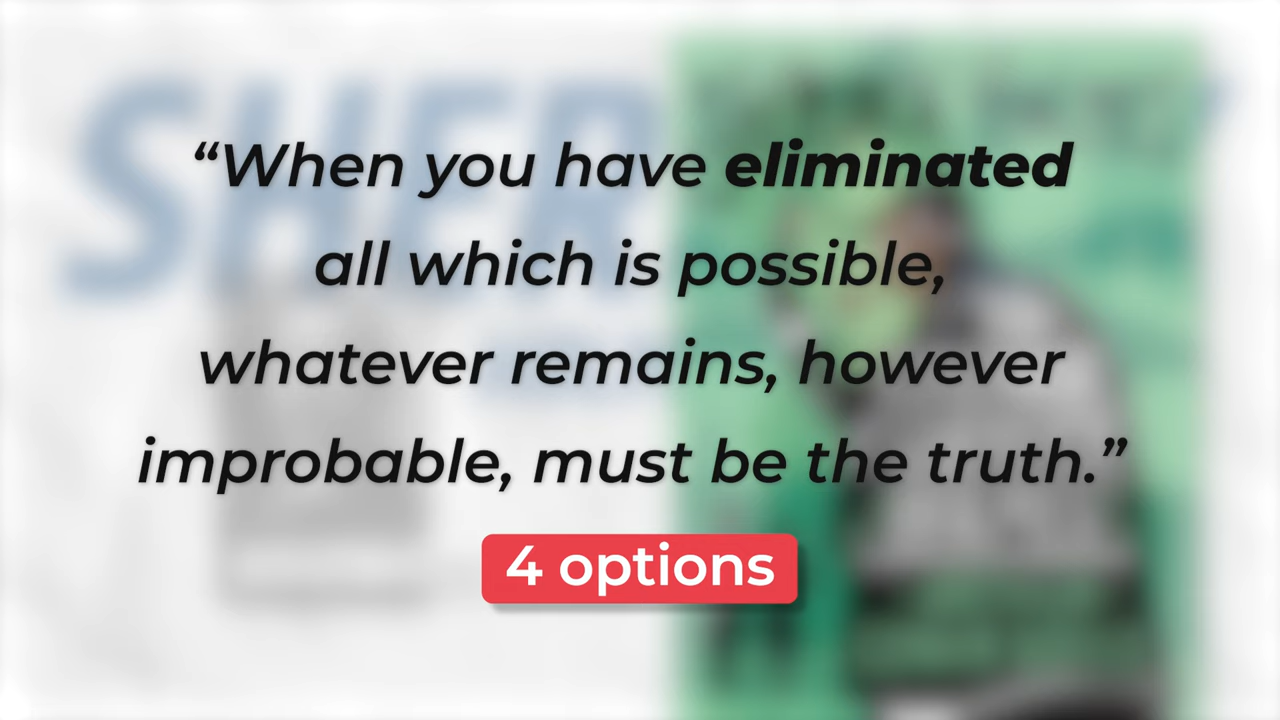 “When you have eliminated
all which is possible,
whatever remains, however
improbable, must be the truth.”
4 options